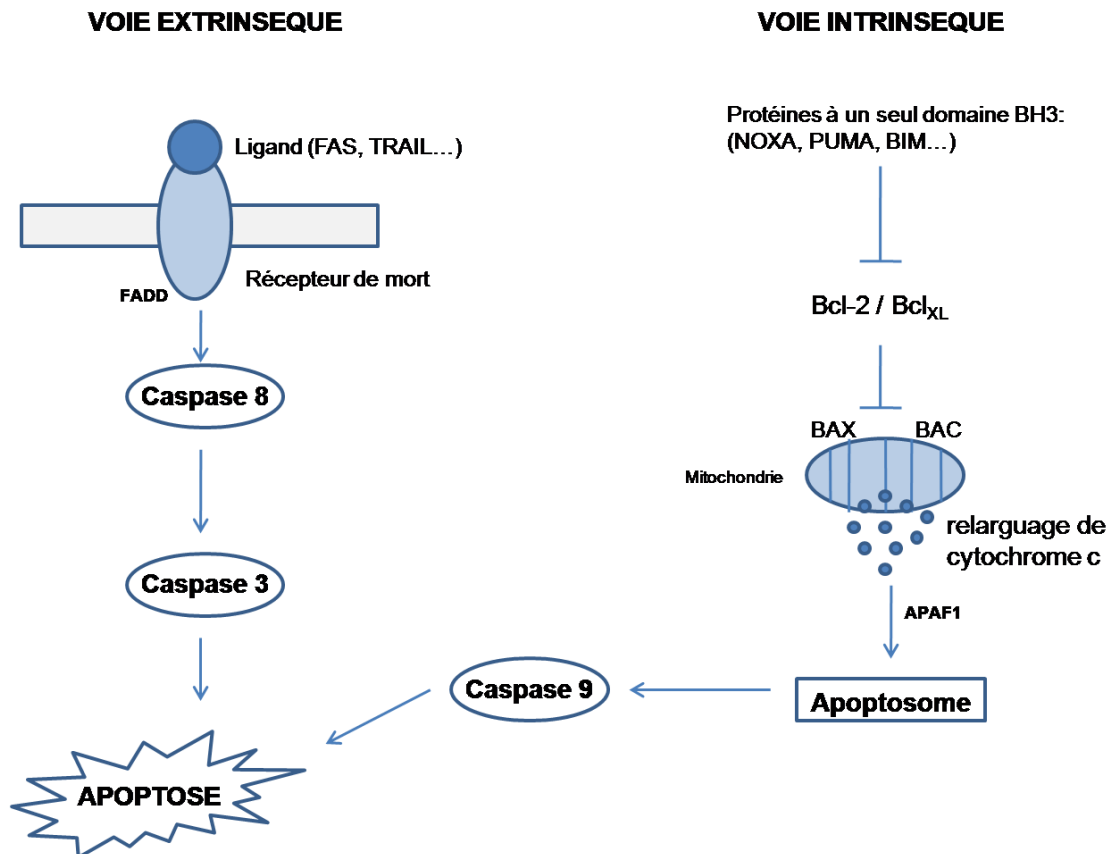 VOIE EXTRINSEQUE
VOIE INTRINSEQUE
Ligand (FAS, TRAIL…)
Récepteur de mort
FADD
Caspase 8
Caspase 3
APOPTOSE
Protéines à un seul domaine BH3:
(NOXA, PUMA, BIM…)
Bcl-2 / BclXL
BAX
BAC
Mitochondrie
relarguage de
cytochrome c
APAF1
Apoptosome
Caspase 9